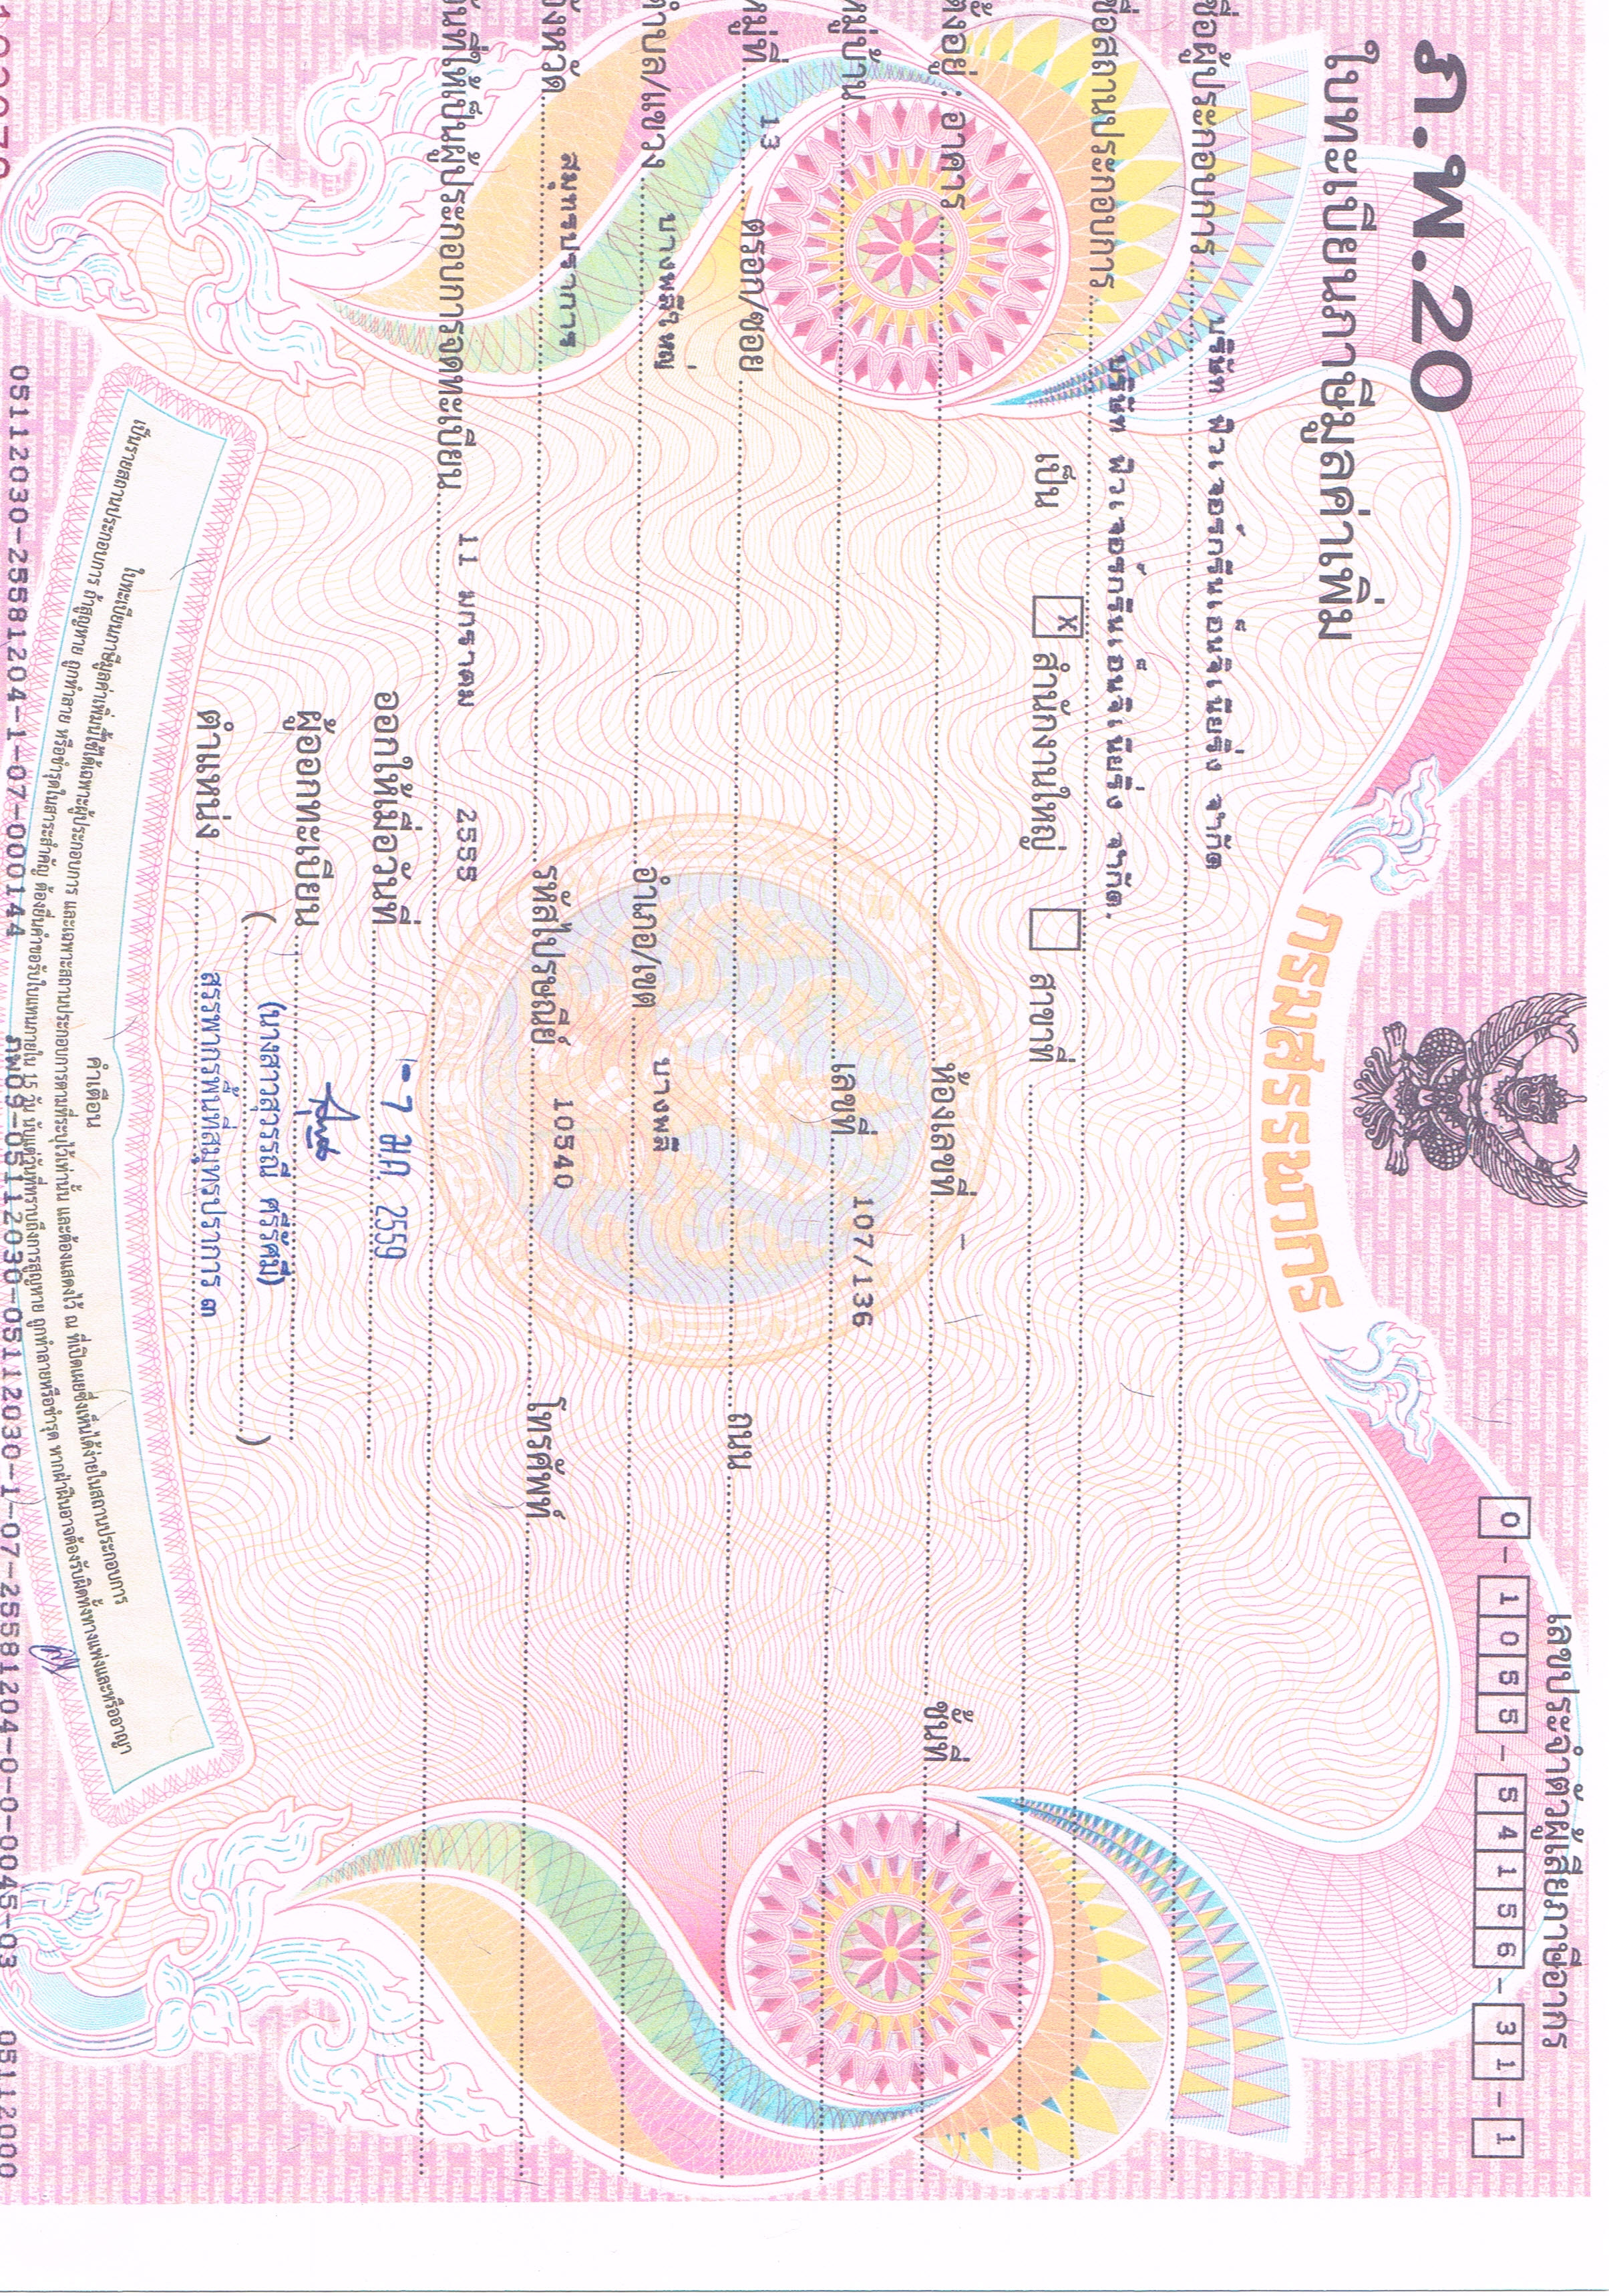 เลขประจำตัวผู้เสียภาษีอากร
0-1055-54156-31-1
ภ.พ.20
ใบทะเบียนภาษีมูลค่าเพิ่ม
กรมสรรพากร
ชื่อผู้ประกอบการ บริษัท พิวเจอร์กรีนเอ็นจิเนียริ่ง จำกัด
ชื่อสถานประกอบการ บริษัท พิวเจอร์กรีนเอ็นจิเนียริ่ง จำกัด.
เป็น X สำนักงานใหญ่ สาขาที่
ตั้งอยู่ : อาคาร ห้องเลขที่ - ชั้นที่ -
หมู่บ้าน เลขที่ 107/136
หมู่ที่ 13 ตรอก/ซอย ถนน
ตำบล/แขวง บางพลีใหญ่ อำเภอ/เขต บางพลี
จังหวัด สมุทรปราการ รหัสไปรษณีย์ 10540 โทรศัพท์
วันที่ให้เป็นผู้ประกอบการจดทะเบียน 11 มกราคม 2555
ออกให้เมื่อวันที่ - 7 มค. 2559
ผู้ออกทะเบียน
( (นางสาวสุวรรณี ศรีรัศมี) )
ตำแหน่ง สรรพากรพื้นที่สมุทรปราการ ๓
คำเตือน
ใบทะเบียนภาษีมูลค่าเพิ่มนี้ใช้ได้เฉพาะผู้ประกอบการ และเฉพาะสถานประกอบการตามที่ระบุไว้เท่านั้น และต้องแสดงไว้ ณ ที่เปิดเผยซึ่งเห็นได้ง่ายในสถานประกอบการ
เป็นรายสถานประกอบการ ถ้าสูญหาย ถูกทำลาย หรือชำรุดในสาระสำคัญ ต้องยื่นคำขอรับใบแทนภายใน 15 วัน นับแต่วันที่ทราบถึงการสูญหาย ถูกทำลายหรือชำรุด หากฝ่าฝืนอาจต้องรับผิดทั้งทางแพ่งและหรืออาญา
05112030-25581204-1-07-000144 ภพ09-05112030-05112030-1-07-25581204-0-0-0045-03 05112000